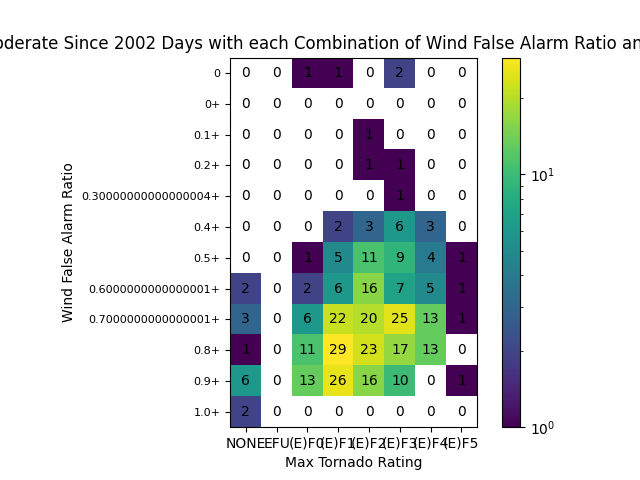 oderate Since 2002 Days with each Combination of Wind False Alarm Ratio an
0 0 0 1 1 0 2 0 0
0+ 0 0 0 0 0 0 0 0
0.1+ 0 0 0 0 1 0 0 0
0.2+ 0 0 0 0 1 1 0 0
0.30000000000000004+ 0 0 0 0 0 1 0 0
0.4+ 0 0 0 2 3 6 3 0
0.5+ 0 0 1 5 11 9 4 1
0.6000000000000001+ 2 0 2 6 16 7 5 1
0.7000000000000001+ 3 0 6 22 20 25 13 1
0.8+ 1 0 11 29 23 17 13 0
0.9+ 6 0 13 26 16 10 0 1
1.0+ 2 0 0 0 0 0 0 0
NONE EFU (E)F0 (E)F1 (E)F2 (E)F3 (E)F4 (E)F5
Max Tornado Rating
Wind False Alarm Ratio
10¹
10⁰